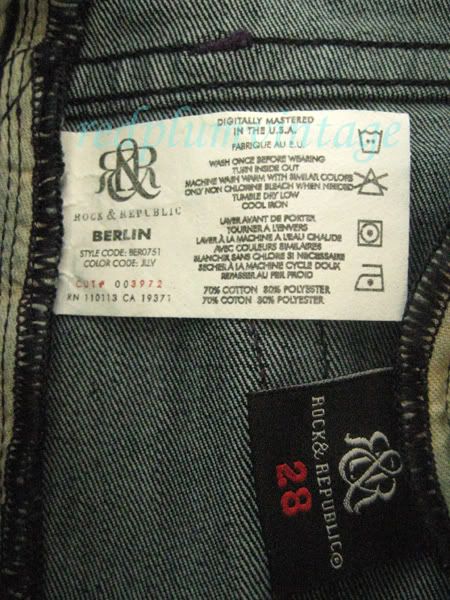 redplum vintage
R&R
ROCK & REPUBLIC
BERLIN
STYLE CODE: BER0751
COLOR CODE: JLLY
CUT# 003972
RN 110113 CA 19371
DIGITALLY MASTERED
IN THE U.S.A.
FABRIQUE AU E.U.
WASH ONCE BEFORE WEARING
TURN INSIDE OUT
MACHINE WASH WARM WITH SIMILAR COLORS
ONLY NON CHLORINE BLEACH WHEN NEEDED
TUMBLE DRY LOW
COOL IRON
LAVER AVANT DE PORTER
TOURNER A L'ENVERS
LAVER À LA MACHINE A L'EAU CHAUDE
AVEC COULEURS SIMILAIRES
BLANCHIR SANS CHLORE SI NECESSAIRE
SÉCHER À LA MACHINE CYCLE DOUX
REPASSER AU FER FROID
70% COTTON 30% POLYESTER
70% COTON 30% POLYESTER
R&R
ROCK & REPUBLIC®
28